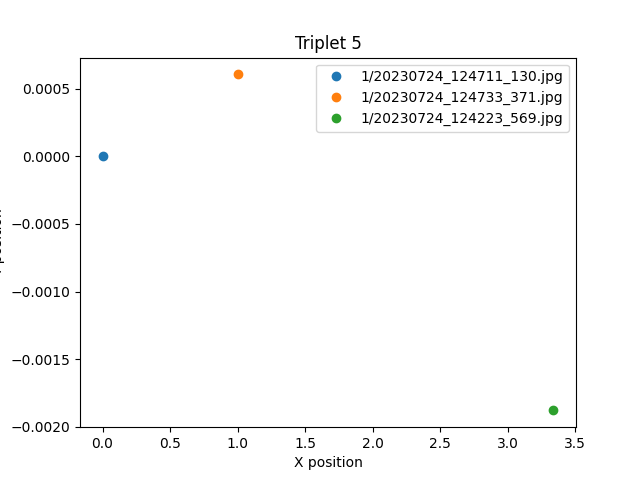 Triplet 5
1/20230724_124711_130.jpg
1/20230724_124733_371.jpg
1/20230724_124223_569.jpg
0.0005
0.0000
−0.0005
−0.0010
−0.0015
−0.0020
0.0 0.5 1.0 1.5 2.0 2.5 3.0 3.5
X position